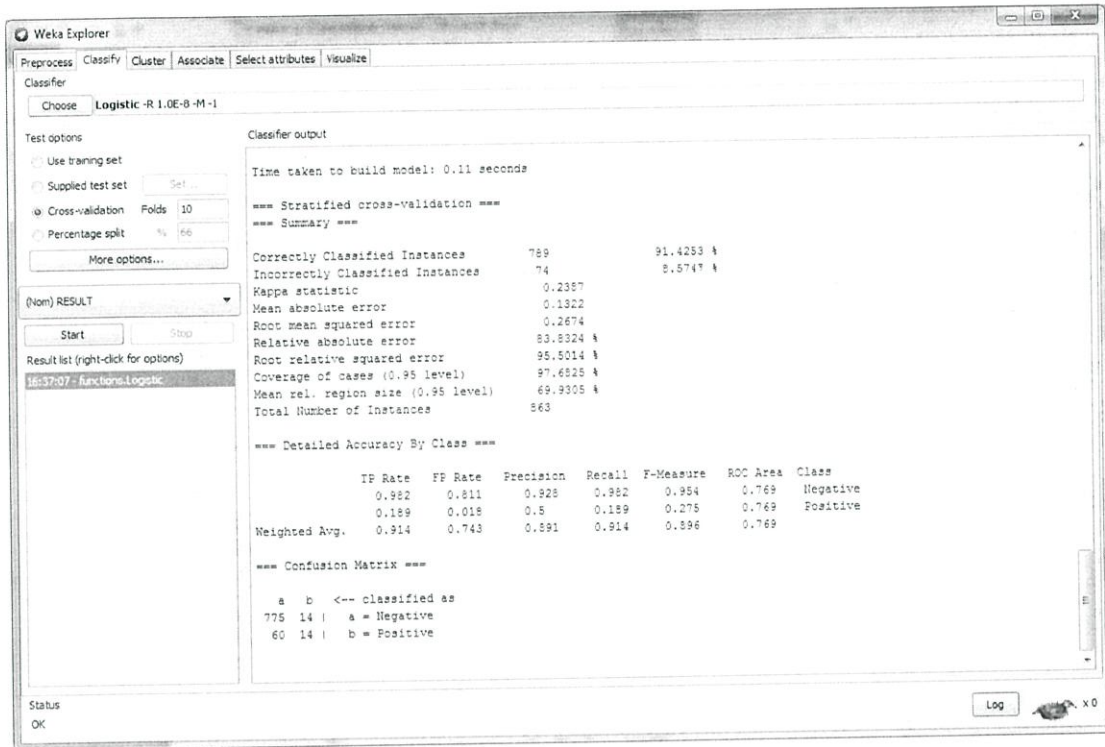 Weka Explorer
Preprocess Classify Cluster Associate Select attributes Visualize
Classifier
Choose Logistic -R 1.0E-8 -M -1
Test options
Use training set
Supplied test set Set...
Cross-validation Folds 10
Percentage split % 66
More options...
(Nom) RESULT
Start Stop
Result list (right-click for options)
16:37:07 - functions.Logistic
Classifier output
Time taken to build model: 0.11 seconds
=== Stratified cross-validation ===
=== Summary ===
Correctly Classified Instances 789 91.4253 %
Incorrectly Classified Instances 74 8.5747 %
Kappa statistic 0.2387
Mean absolute error 0.1322
Root mean squared error 0.2674
Relative absolute error 83.8324 %
Root relative squared error 95.5014 %
Coverage of cases (0.95 level) 97.6825 %
Mean rel. region size (0.95 level) 69.9305 %
Total Number of Instances 863
=== Detailed Accuracy By Class ===
TP Rate FP Rate Precision Recall F-Measure ROC Area Class
0.982 0.811 0.928 0.982 0.954 0.769 Negative
0.189 0.018 0.5 0.189 0.275 0.769 Positive
Weighted Avg. 0.914 0.743 0.891 0.914 0.896 0.769
=== Confusion Matrix ===
a b <-- classified as
775 14 | a = Negative
60 14 | b = Positive
Status
OK
Log x 0